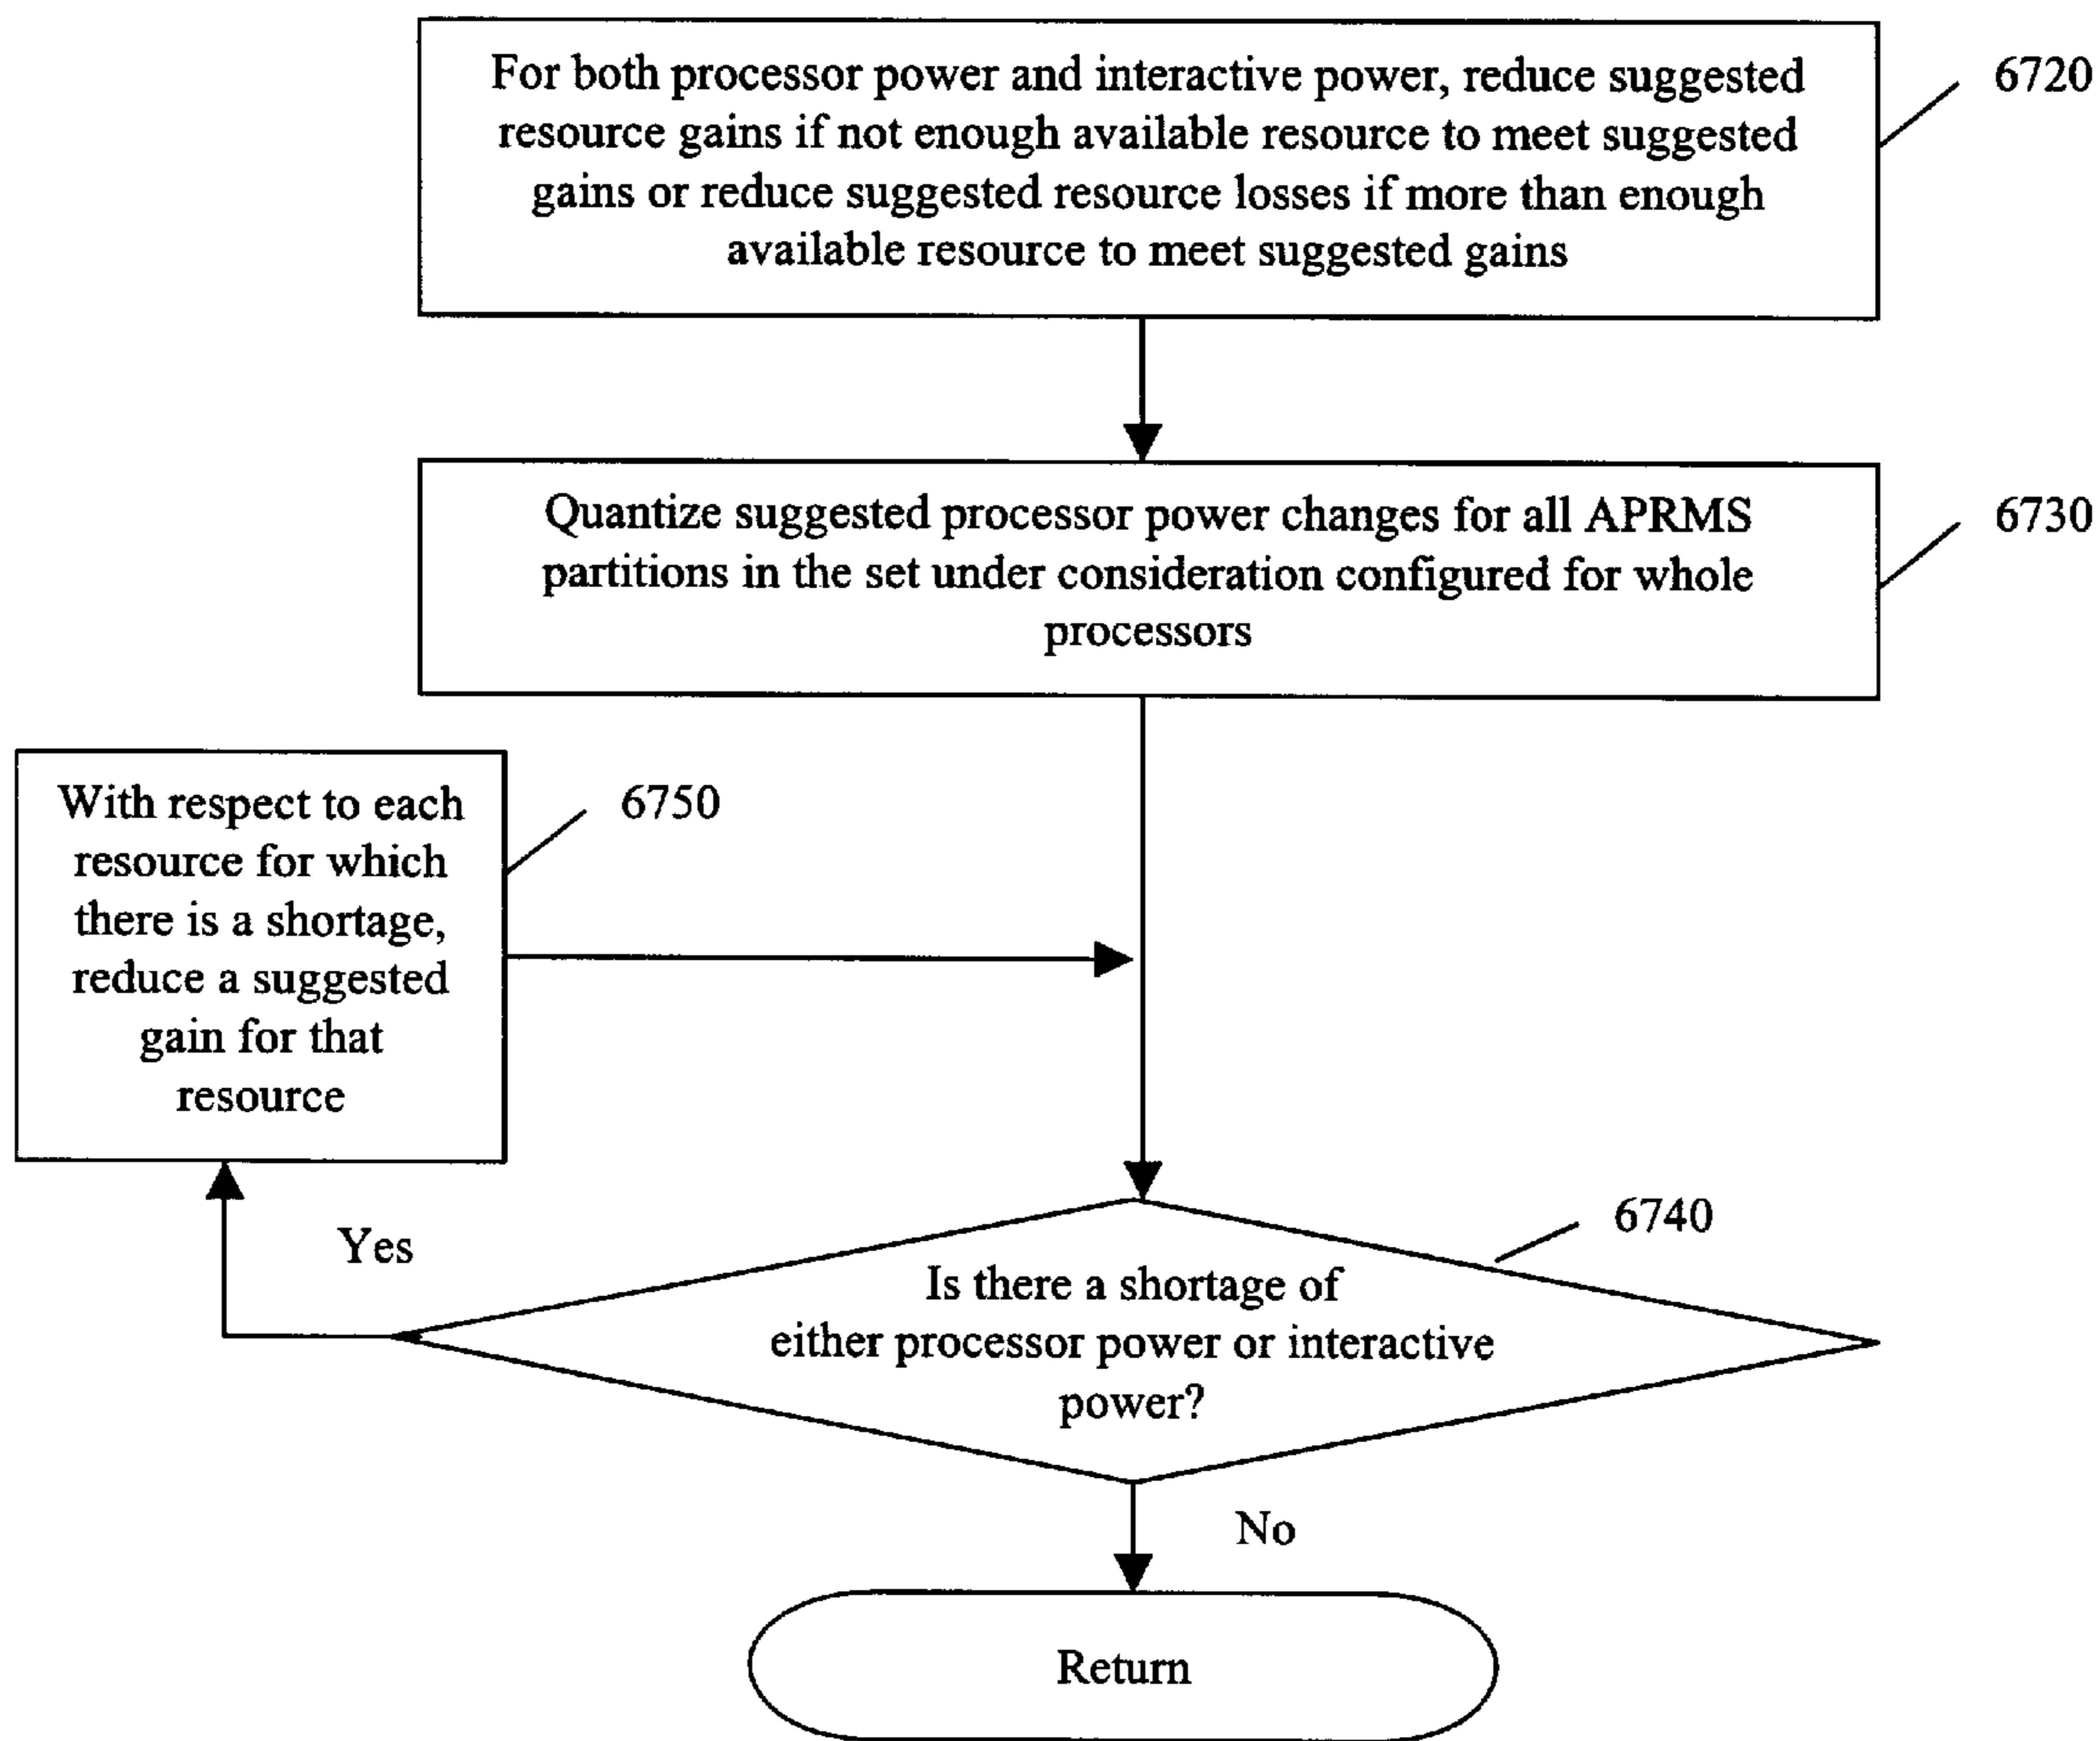 For both processor power and interactive power, reduce suggested
resource gains if not enough available resource to meet suggested
gains or reduce suggested resource losses if more than enough
available resource to meet suggested gains
6720
Quantize suggested processor power changes for all APRMS
partitions in the set under consideration configured for whole
processors
6730
With respect to each
resource for which
there is a shortage,
reduce a suggested
gain for that
resource
6750
Yes
6740
Is there a shortage of
either processor power or interactive
power?
No
Return